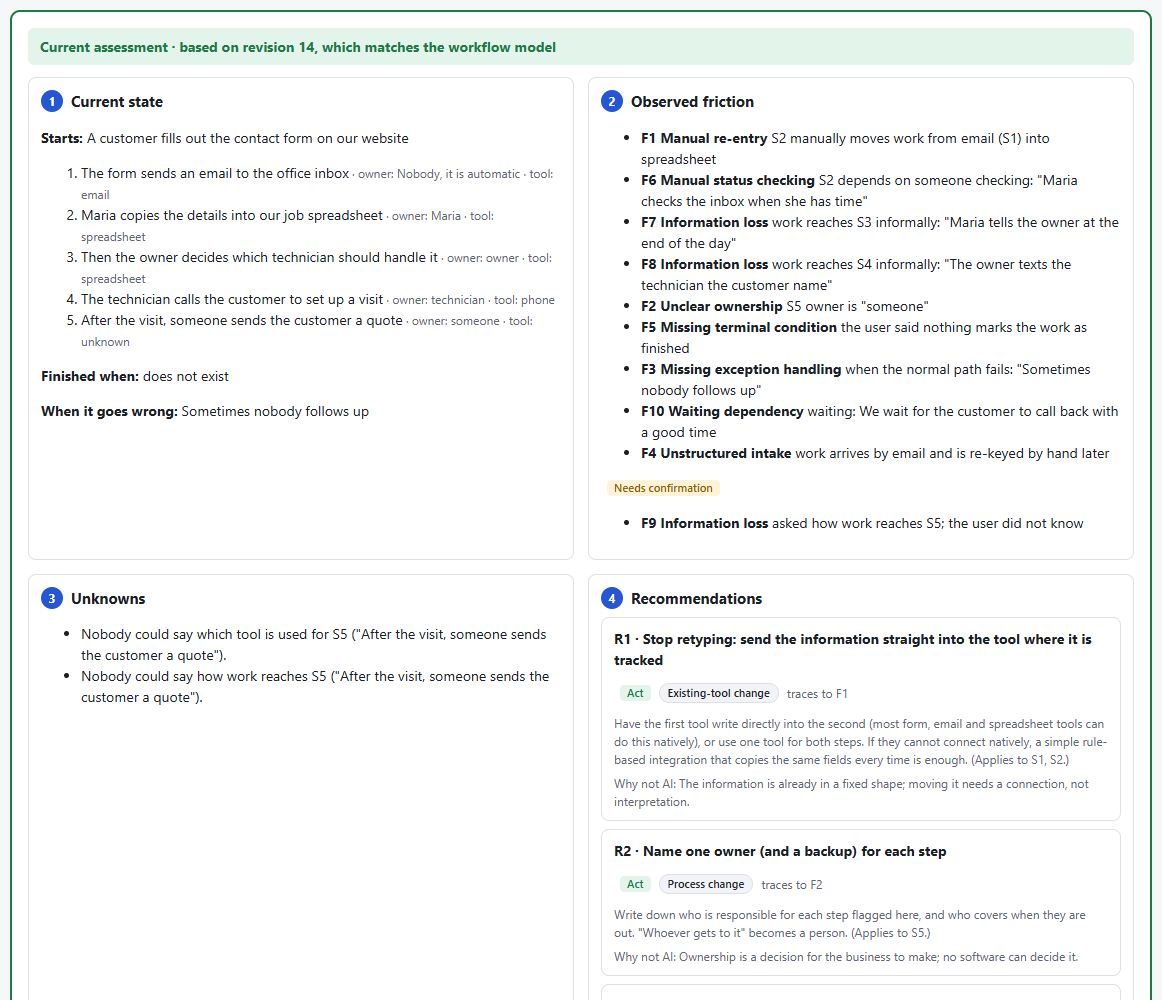 Current assessment · based on revision 14, which matches the workflow model
1 Current state
Starts: A customer fills out the contact form on our website
1. The form sends an email to the office inbox · owner: Nobody, it is automatic · tool:
email
2. Maria copies the details into our job spreadsheet · owner: Maria · tool:
spreadsheet
3. Then the owner decides which technician should handle it · owner: owner · tool:
spreadsheet
4. The technician calls the customer to set up a visit · owner: technician · tool: phone
5. After the visit, someone sends the customer a quote · owner: someone · tool:
unknown
Finished when: does not exist
When it goes wrong: Sometimes nobody follows up
2 Observed friction
• F1 Manual re-entry S2 manually moves work from email (S1) into
spreadsheet
• F6 Manual status checking S2 depends on someone checking: "Maria
checks the inbox when she has time"
• F7 Information loss work reaches S3 informally: "Maria tells the owner at the
end of the day"
• F8 Information loss work reaches S4 informally: "The owner texts the
technician the customer name"
• F2 Unclear ownership S5 owner is "someone"
• F5 Missing terminal condition the user said nothing marks the work as
finished
• F3 Missing exception handling when the normal path fails: "Sometimes
nobody follows up"
• F10 Waiting dependency waiting: We wait for the customer to call back with
a good time
• F4 Unstructured intake work arrives by email and is re-keyed by hand later
Needs confirmation
• F9 Information loss asked how work reaches S5; the user did not know
3 Unknowns
• Nobody could say which tool is used for S5 ("After the visit, someone sends
the customer a quote").
• Nobody could say how work reaches S5 ("After the visit, someone sends the
customer a quote").
4 Recommendations
R1 · Stop retyping: send the information straight into the tool where it is
tracked
Act Existing-tool change traces to F1
Have the first tool write directly into the second (most form, email and spreadsheet tools can
do this natively), or use one tool for both steps. If they cannot connect natively, a simple rule-
based integration that copies the same fields every time is enough. (Applies to S1, S2.)
Why not AI: The information is already in a fixed shape; moving it needs a connection, not
interpretation.
R2 · Name one owner (and a backup) for each step
Act Process change traces to F2
Write down who is responsible for each step flagged here, and who covers when they are
out. "Whoever gets to it" becomes a person. (Applies to S5.)
Why not AI: Ownership is a decision for the business to make; no software can decide it.